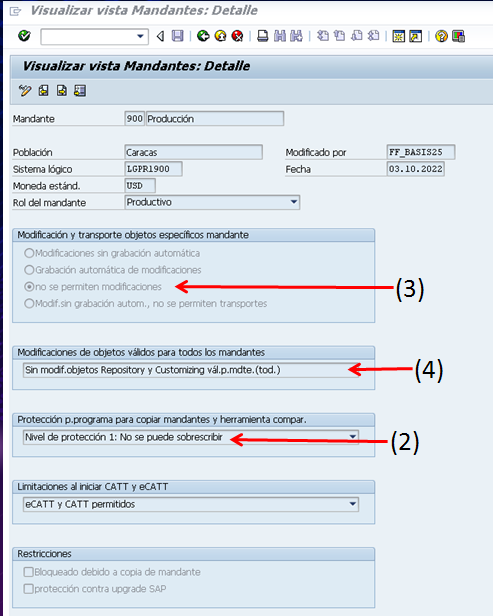 Visualizar vista Mandantes: Detalle
Visualizar vista Mandantes: Detalle
Mandante 900 Producción
Población Caracas Modificado por FF_BASIS25
Sistema lógico LGPR1900 Fecha 03.10.2022
Moneda estánd. USD
Rol del mandante Productivo
Modificación y transporte objetos específicos mandante
Modificaciones sin grabación automática
Grabación automática de modificaciones
no se permiten modificaciones (3)
Modif.sin grabación autom., no se permiten transportes
Modificaciones de objetos válidos para todos los mandantes
Sin modif.objetos Repository y Customizing vál.p.mdte.(tod.) (4)
Protección p.programa para copiar mandantes y herramienta compar.
Nivel de protección 1: No se puede sobrescribir (2)
Limitaciones al iniciar CATT y eCATT
eCATT y CATT permitidos
Restricciones
Bloqueado debido a copia de mandante
protección contra upgrade SAP